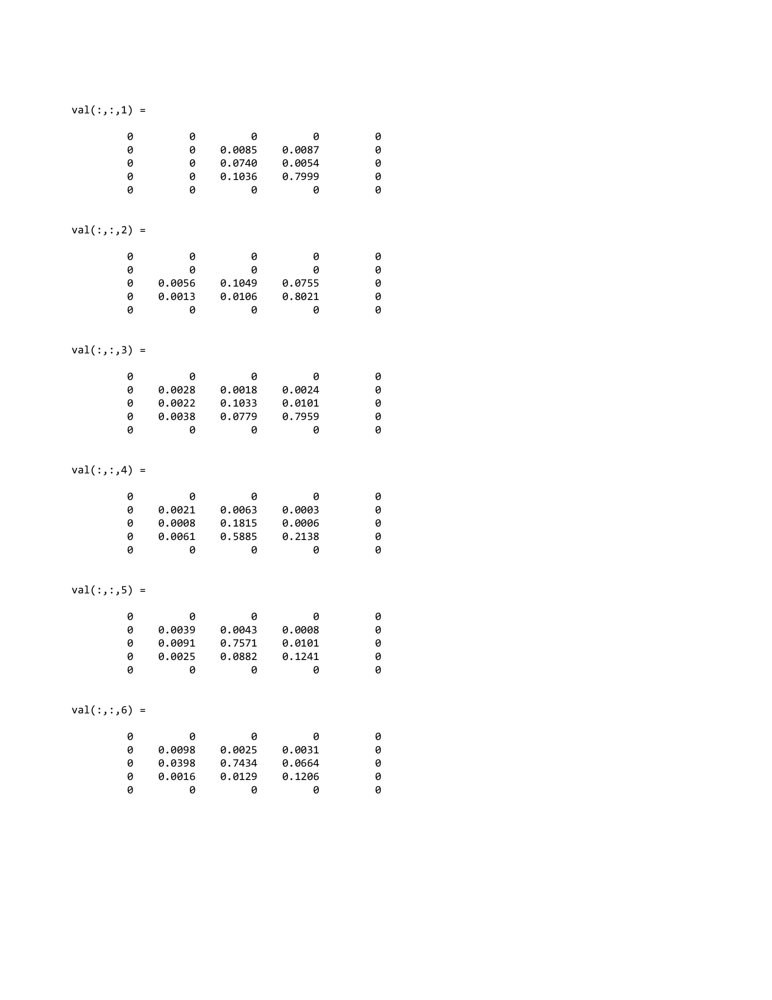 val(:,:,1) =
0 0 0 0 0
0 0 0.0085 0.0087 0
0 0 0.0740 0.0054 0
0 0 0.1036 0.7999 0
0 0 0 0 0
val(:,:,2) =
0 0 0 0 0
0 0 0 0 0
0 0.0056 0.1049 0.0755 0
0 0.0013 0.0106 0.8021 0
0 0 0 0 0
val(:,:,3) =
0 0 0 0 0
0 0.0028 0.0018 0.0024 0
0 0.0022 0.1033 0.0101 0
0 0.0038 0.0779 0.7959 0
0 0 0 0 0
val(:,:,4) =
0 0 0 0 0
0 0.0021 0.0063 0.0003 0
0 0.0008 0.1815 0.0006 0
0 0.0061 0.5885 0.2138 0
0 0 0 0 0
val(:,:,5) =
0 0 0 0 0
0 0.0039 0.0043 0.0008 0
0 0.0091 0.7571 0.0101 0
0 0.0025 0.0882 0.1241 0
0 0 0 0 0
val(:,:,6) =
0 0 0 0 0
0 0.0098 0.0025 0.0031 0
0 0.0398 0.7434 0.0664 0
0 0.0016 0.0129 0.1206 0
0 0 0 0 0